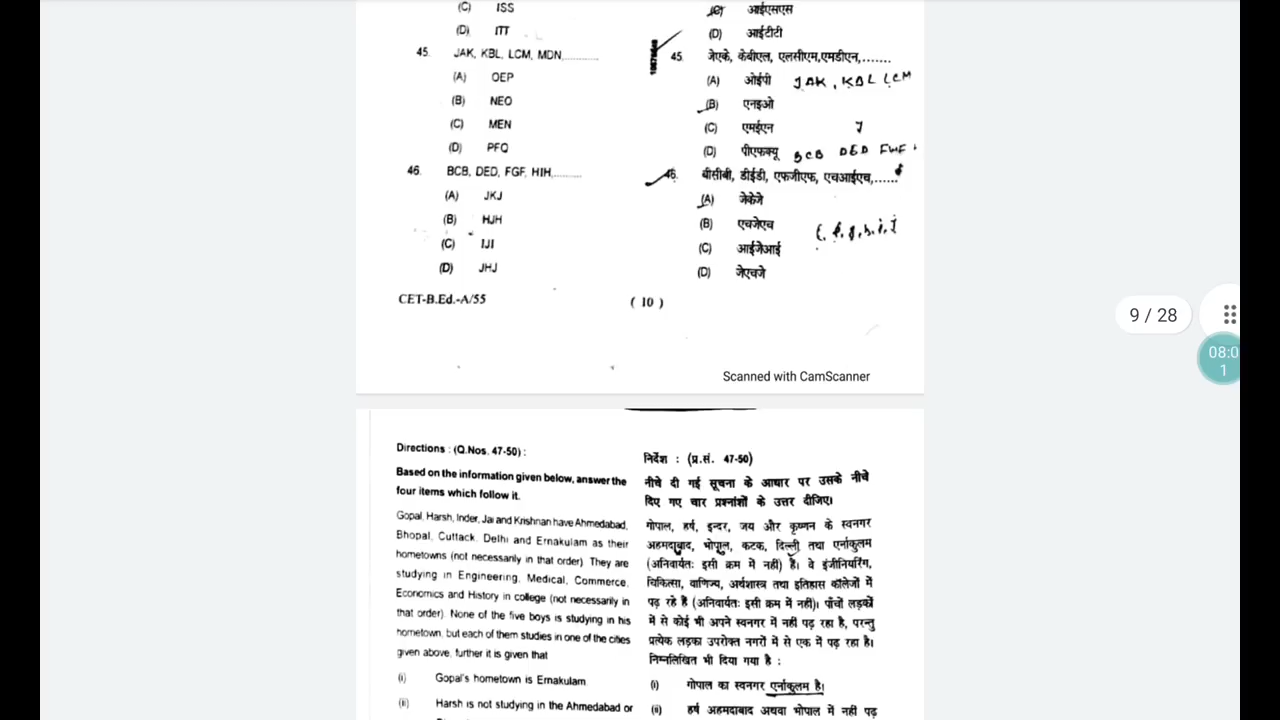 (C) ISS
(D) ITT
45. JAK, KBL, LCM, MDN,............
(A) OEP
(B) NEO
(C) MEN
(D) PFQ
46. BCB, DED, FGF, HIH,..........
(A) JKJ
(B) HJH
(C) IJI
(D) JHJ
CET-B.Ed.-A/55
( 10 )
(C) आईएसएस
(D) आईटीटी
45. जेएके, केबीएल, एलसीएम,एमडीएन,.......
(A) ओईपी JAK, KBL LCM
(B) एनइओ
(C) एमईएन
(D) पीएफक्यू BCB DED
46. बीसीबी, डीईडी, एफजीएफ, एचआईएच,......
(A) जेकेजे
(B) एचजेएच
(C) आईजेआई
(D) जेएचजे
Scanned with CamScanner
9 / 28
08:0
1
Directions : (Q.Nos. 47-50) :
Based on the information given below, answer the
four items which follow it.
Gopal, Harsh, Inder, Jai and Krishnan have Ahmedabad,
Bhopal, Cuttack, Delhi and Ernakulam as their
hometowns (not necessarily in that order). They are
studying in Engineering, Medical, Commerce,
Economics and History in college (not necessarily in
that order). None of the five boys is studying in his
hometown, but each of them studies in one of the cities
given above, further it is given that
(i) Gopal's hometown is Ernakulam
(ii) Harsh is not studying in the Ahmedabad or
निर्देश : (प्र.सं. 47-50)
नीचे दी गई सूचना के आधार पर उसके नीचे
दिए गए चार प्रश्नांशों के उत्तर दीजिए।
गोपाल, हर्ष, इन्दर, जय और कृष्णन के स्वनगर
अहमदाबाद, भोपाल, कटक, दिल्ली तथा एर्नाकुलम
(अनिवार्यतः इसी क्रम में नहीं) है। वे इंजीनियरिंग,
चिकित्सा, वाणिज्य, अर्थशास्त्र तथा इतिहास कॉलेजों में
पढ़ रहे हैं (अनिवार्यतः इसी क्रम में नहीं)। पाँचों लड़कों
में से कोई भी अपने स्वनगर में नहीं पढ़ रहा है, परन्तु
प्रत्येक लड़का उपरोक्त नगरों में से एक में पढ़ रहा है।
निम्नलिखित भी दिया गया है :
(i) गोपाल का स्वनगर एर्नाकुलम है।
(ii) हर्ष अहमदाबाद अथवा भोपाल में नहीं पढ़